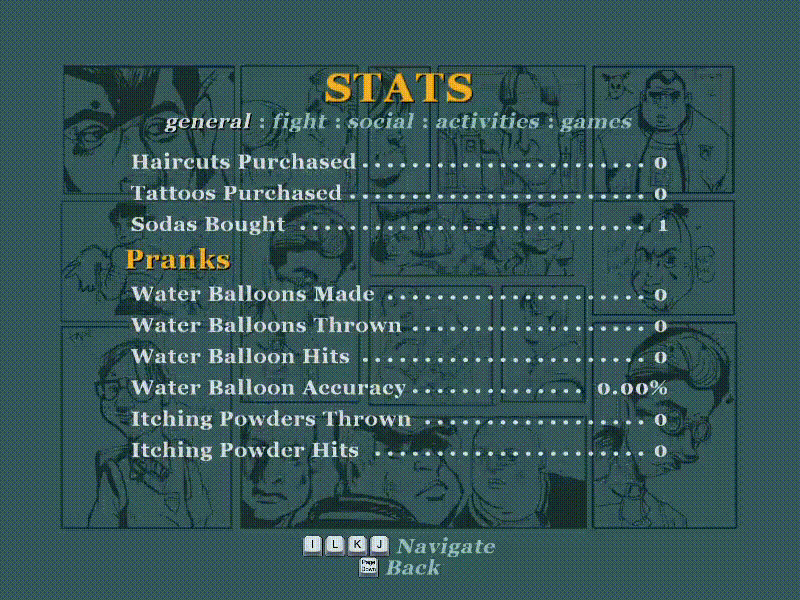 STATS
general : fight : social : activities : games
Haircuts Purchased . . . . . . . . . . . . . . . . . . . . . . . 0
Tattoos Purchased . . . . . . . . . . . . . . . . . . . . . . . . 0
Sodas Bought . . . . . . . . . . . . . . . . . . . . . . . . . . . . 1
Pranks
Water Balloons Made . . . . . . . . . . . . . . . . . . . . . 0
Water Balloons Thrown . . . . . . . . . . . . . . . . . . . 0
Water Balloon Hits . . . . . . . . . . . . . . . . . . . . . . . 0
Water Balloon Accuracy . . . . . . . . . . . . . . 0.00%
Itching Powders Thrown . . . . . . . . . . . . . . . . . . 0
Itching Powder Hits . . . . . . . . . . . . . . . . . . . . . . 0
I L K J Navigate
Page Down Back